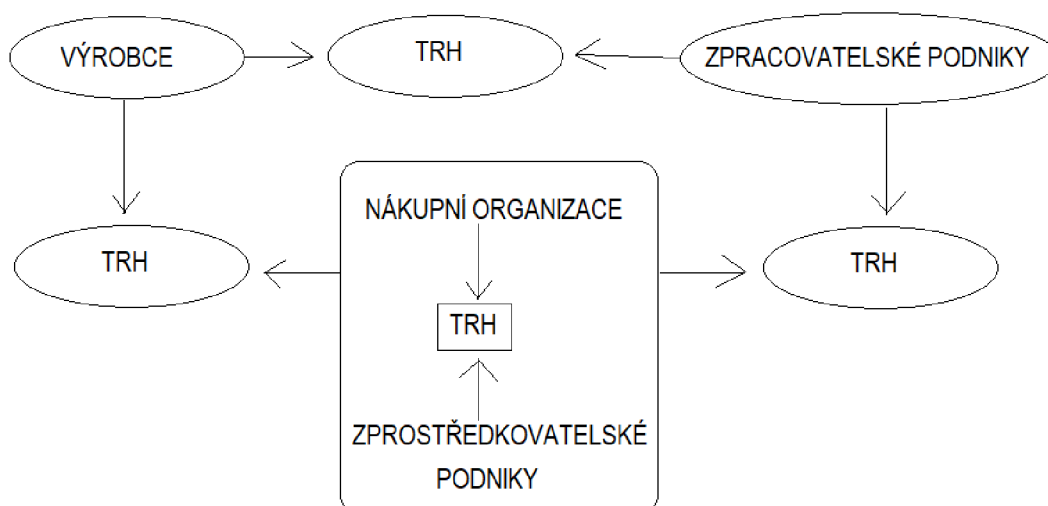 VÝROBCE
TRH
ZPRACOVATELSKÉ PODNIKY
NÁKUPNÍ ORGANIZACE
TRH
TRH
TRH
ZPROSTŘEDKOVATELSKÉ
PODNIKY